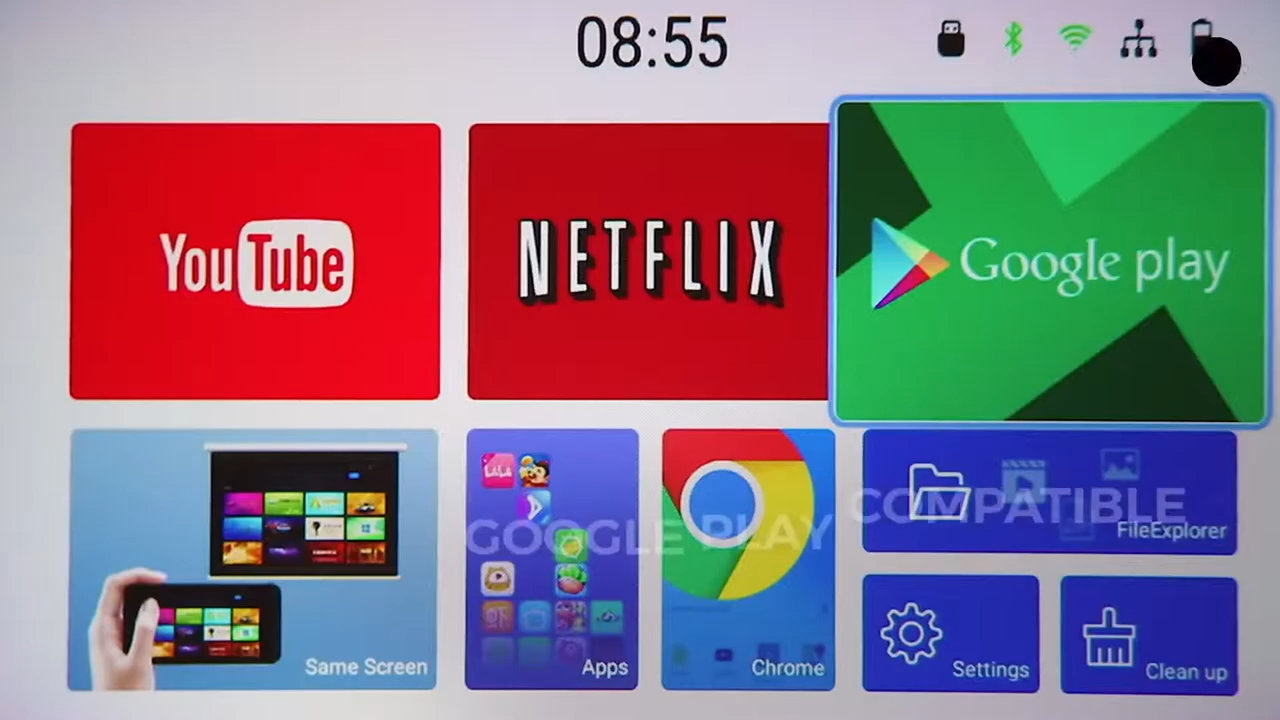 08:55
YouTube
NETFLIX
Google play
GOOGLE PLAY
COMPATIBLE
FileExplorer
Same Screen
Apps
Chrome
Settings
Clean up